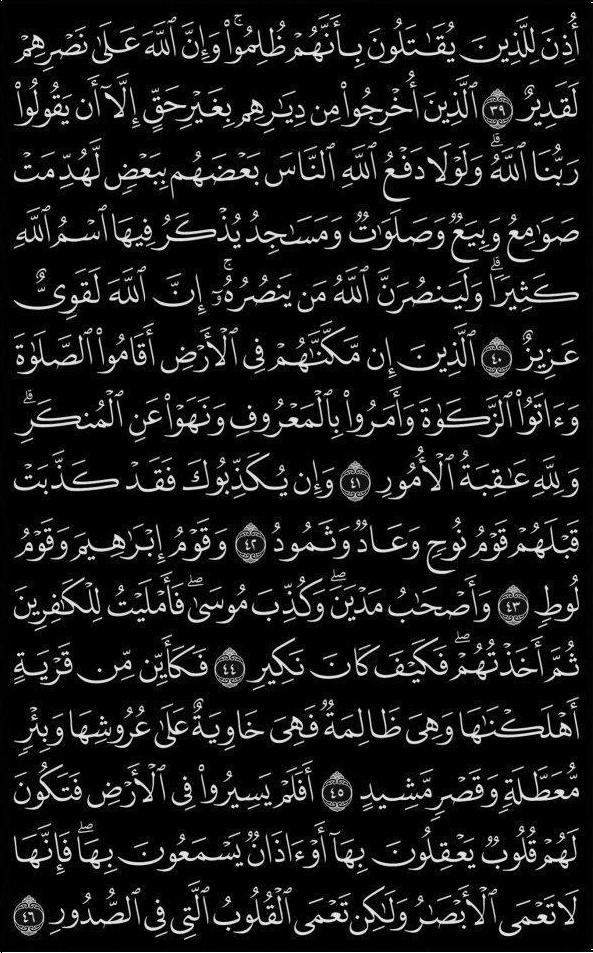 أُذِنَ لِلَّذِينَ يُقَٰتَلُونَ بِأَنَّهُمْ ظُلِمُوا۟ۚ وَإِنَّ ٱللَّهَ عَلَىٰ نَصْرِهِمْ
لَقَدِيرٌ ٣٩ ٱلَّذِينَ أُخْرِجُوا۟ مِن دِيَٰرِهِم بِغَيْرِ حَقٍّ إِلَّآ أَن يَقُولُوا۟
رَبُّنَا ٱللَّهُۗ وَلَوْلَا دَفْعُ ٱللَّهِ ٱلنَّاسَ بَعْضَهُم بِبَعْضٍ لَّهُدِّمَتْ
صَوَٰمِعُ وَبِيَعٌ وَصَلَوَٰتٌ وَمَسَٰجِدُ يُذْكَرُ فِيهَا ٱسْمُ ٱللَّهِ
كَثِيرًاۗ وَلَيَنصُرَنَّ ٱللَّهُ مَن يَنصُرُهُۥٓۚ إِنَّ ٱللَّهَ لَقَوِىٌّ
عَزِيزٌ ٤٠ ٱلَّذِينَ إِن مَّكَّنَّٰهُمْ فِى ٱلْأَرْضِ أَقَامُوا۟ ٱلصَّلَوٰةَ
وَءَاتَوُا۟ ٱلزَّكَوٰةَ وَأَمَرُوا۟ بِٱلْمَعْرُوفِ وَنَهَوْا۟ عَنِ ٱلْمُنكَرِۗ
وَلِلَّهِ عَٰقِبَةُ ٱلْأُمُورِ ٤١ وَإِن يُكَذِّبُوكَ فَقَدْ كَذَّبَتْ
قَبْلَهُمْ قَوْمُ نُوحٍ وَعَادٌ وَثَمُودُ ٤٢ وَقَوْمُ إِبْرَٰهِيمَ وَقَوْمُ
لُوطٍ ٤٣ وَأَصْحَٰبُ مَدْيَنَۖ وَكُذِّبَ مُوسَىٰۖ فَأَمْلَيْتُ لِلْكَٰفِرِينَ
ثُمَّ أَخَذْتُهُمْۖ فَكَيْفَ كَانَ نَكِيرِ ٤٤ فَكَأَيِّن مِّن قَرْيَةٍ
أَهْلَكْنَٰهَا وَهِىَ ظَالِمَةٌ فَهِىَ خَاوِيَةٌ عَلَىٰ عُرُوشِهَا وَبِئْرٍ
مُّعَطَّلَةٍ وَقَصْرٍ مَّشِيدٍ ٤٥ أَفَلَمْ يَسِيرُوا۟ فِى ٱلْأَرْضِ فَتَكُونَ
لَهُمْ قُلُوبٌ يَعْقِلُونَ بِهَآ أَوْ ءَاذَانٌ يَسْمَعُونَ بِهَاۖ فَإِنَّهَا
لَا تَعْمَى ٱلْأَبْصَٰرُ وَلَٰكِن تَعْمَى ٱلْقُلُوبُ ٱلَّتِى فِى ٱلصُّدُورِ ٤٦